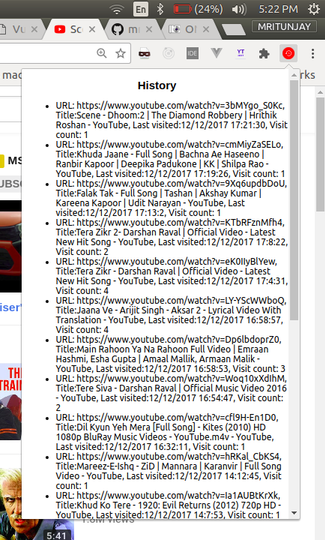 En (24%) 5:22 PM
Vu Sc m Ol MRITUNJAY
mad
rks
History
URL: https://www.youtube.com/watch?v=3bMYgo_S0Kc,
Title:Scene - Dhoom:2 | The Diamond Robbery | Hrithik
Roshan - YouTube, Last visited:12/12/2017 17:21:30, Visit
count: 1
URL: https://www.youtube.com/watch?v=cmMiyZaSELo,
Title:Khuda Jaane - Full Song | Bachna Ae Haseeno |
Ranbir Kapoor | Deepika Padukone | KK | Shilpa Rao -
YouTube, Last visited:12/12/2017 17:19:26, Visit count: 1
URL: https://www.youtube.com/watch?v=9Xq6updbDoU,
Title:Falak Tak - Full Song | Tashan | Akshay Kumar |
Kareena Kapoor | Udit Narayan - YouTube, Last
visited:12/12/2017 17:13:2, Visit count: 1
URL: https://www.youtube.com/watch?v=KTbRFznMfh4,
Title:Tera Zikr 2- Darshan Raval | Official Video - Latest
New Hit Song - YouTube, Last visited:12/12/2017 17:8:22,
Visit count: 2
URL: https://www.youtube.com/watch?v=eK0IIyBlYew,
Title:Tera Zikr - Darshan Raval | Official Video - Latest
New Hit Song - YouTube, Last visited:12/12/2017 17:4:31,
Visit count: 4
URL: https://www.youtube.com/watch?v=LY-YScWWboQ,
Title:Jaana Ve - Arijit Singh - Aksar 2 - Lyrical Video With
Translation - YouTube, Last visited:12/12/2017 16:58:57,
Visit count: 4
URL: https://www.youtube.com/watch?v=Dp6lbdoprZ0,
Title:Main Rahoon Ya Na Rahoon Full Video | Emraan
Hashmi, Esha Gupta | Amaal Mallik, Armaan Malik -
YouTube, Last visited:12/12/2017 16:58:53, Visit count: 3
URL: https://www.youtube.com/watch?v=Woq10xXdIhM,
Title:Tere Siva - Darshan Raval | Official Music Video 2016
- YouTube, Last visited:12/12/2017 16:54:47, Visit count:
2
URL: https://www.youtube.com/watch?v=cfl9H-En1D0,
Title:Dil Kyun Yeh Mera [Full Song] - Kites (2010) HD
1080p BluRay Music Videos - YouTube.m4v - YouTube,
Last visited:12/12/2017 16:32:11, Visit count: 1
URL: https://www.youtube.com/watch?v=hRKal_CbKS4,
Title:Mareez-E-Ishq - ZiD | Mannara | Karanvir | Full Song
Video - YouTube, Last visited:12/12/2017 14:12:45, Visit
count: 1
URL: https://www.youtube.com/watch?v=Ia1AUBtKrXk,
Title:Khud Ko Tere - 1920: Evil Returns (2012) 720p HD -
YouTube, Last visited:12/12/2017 14:7:53, Visit count: 1
5:41